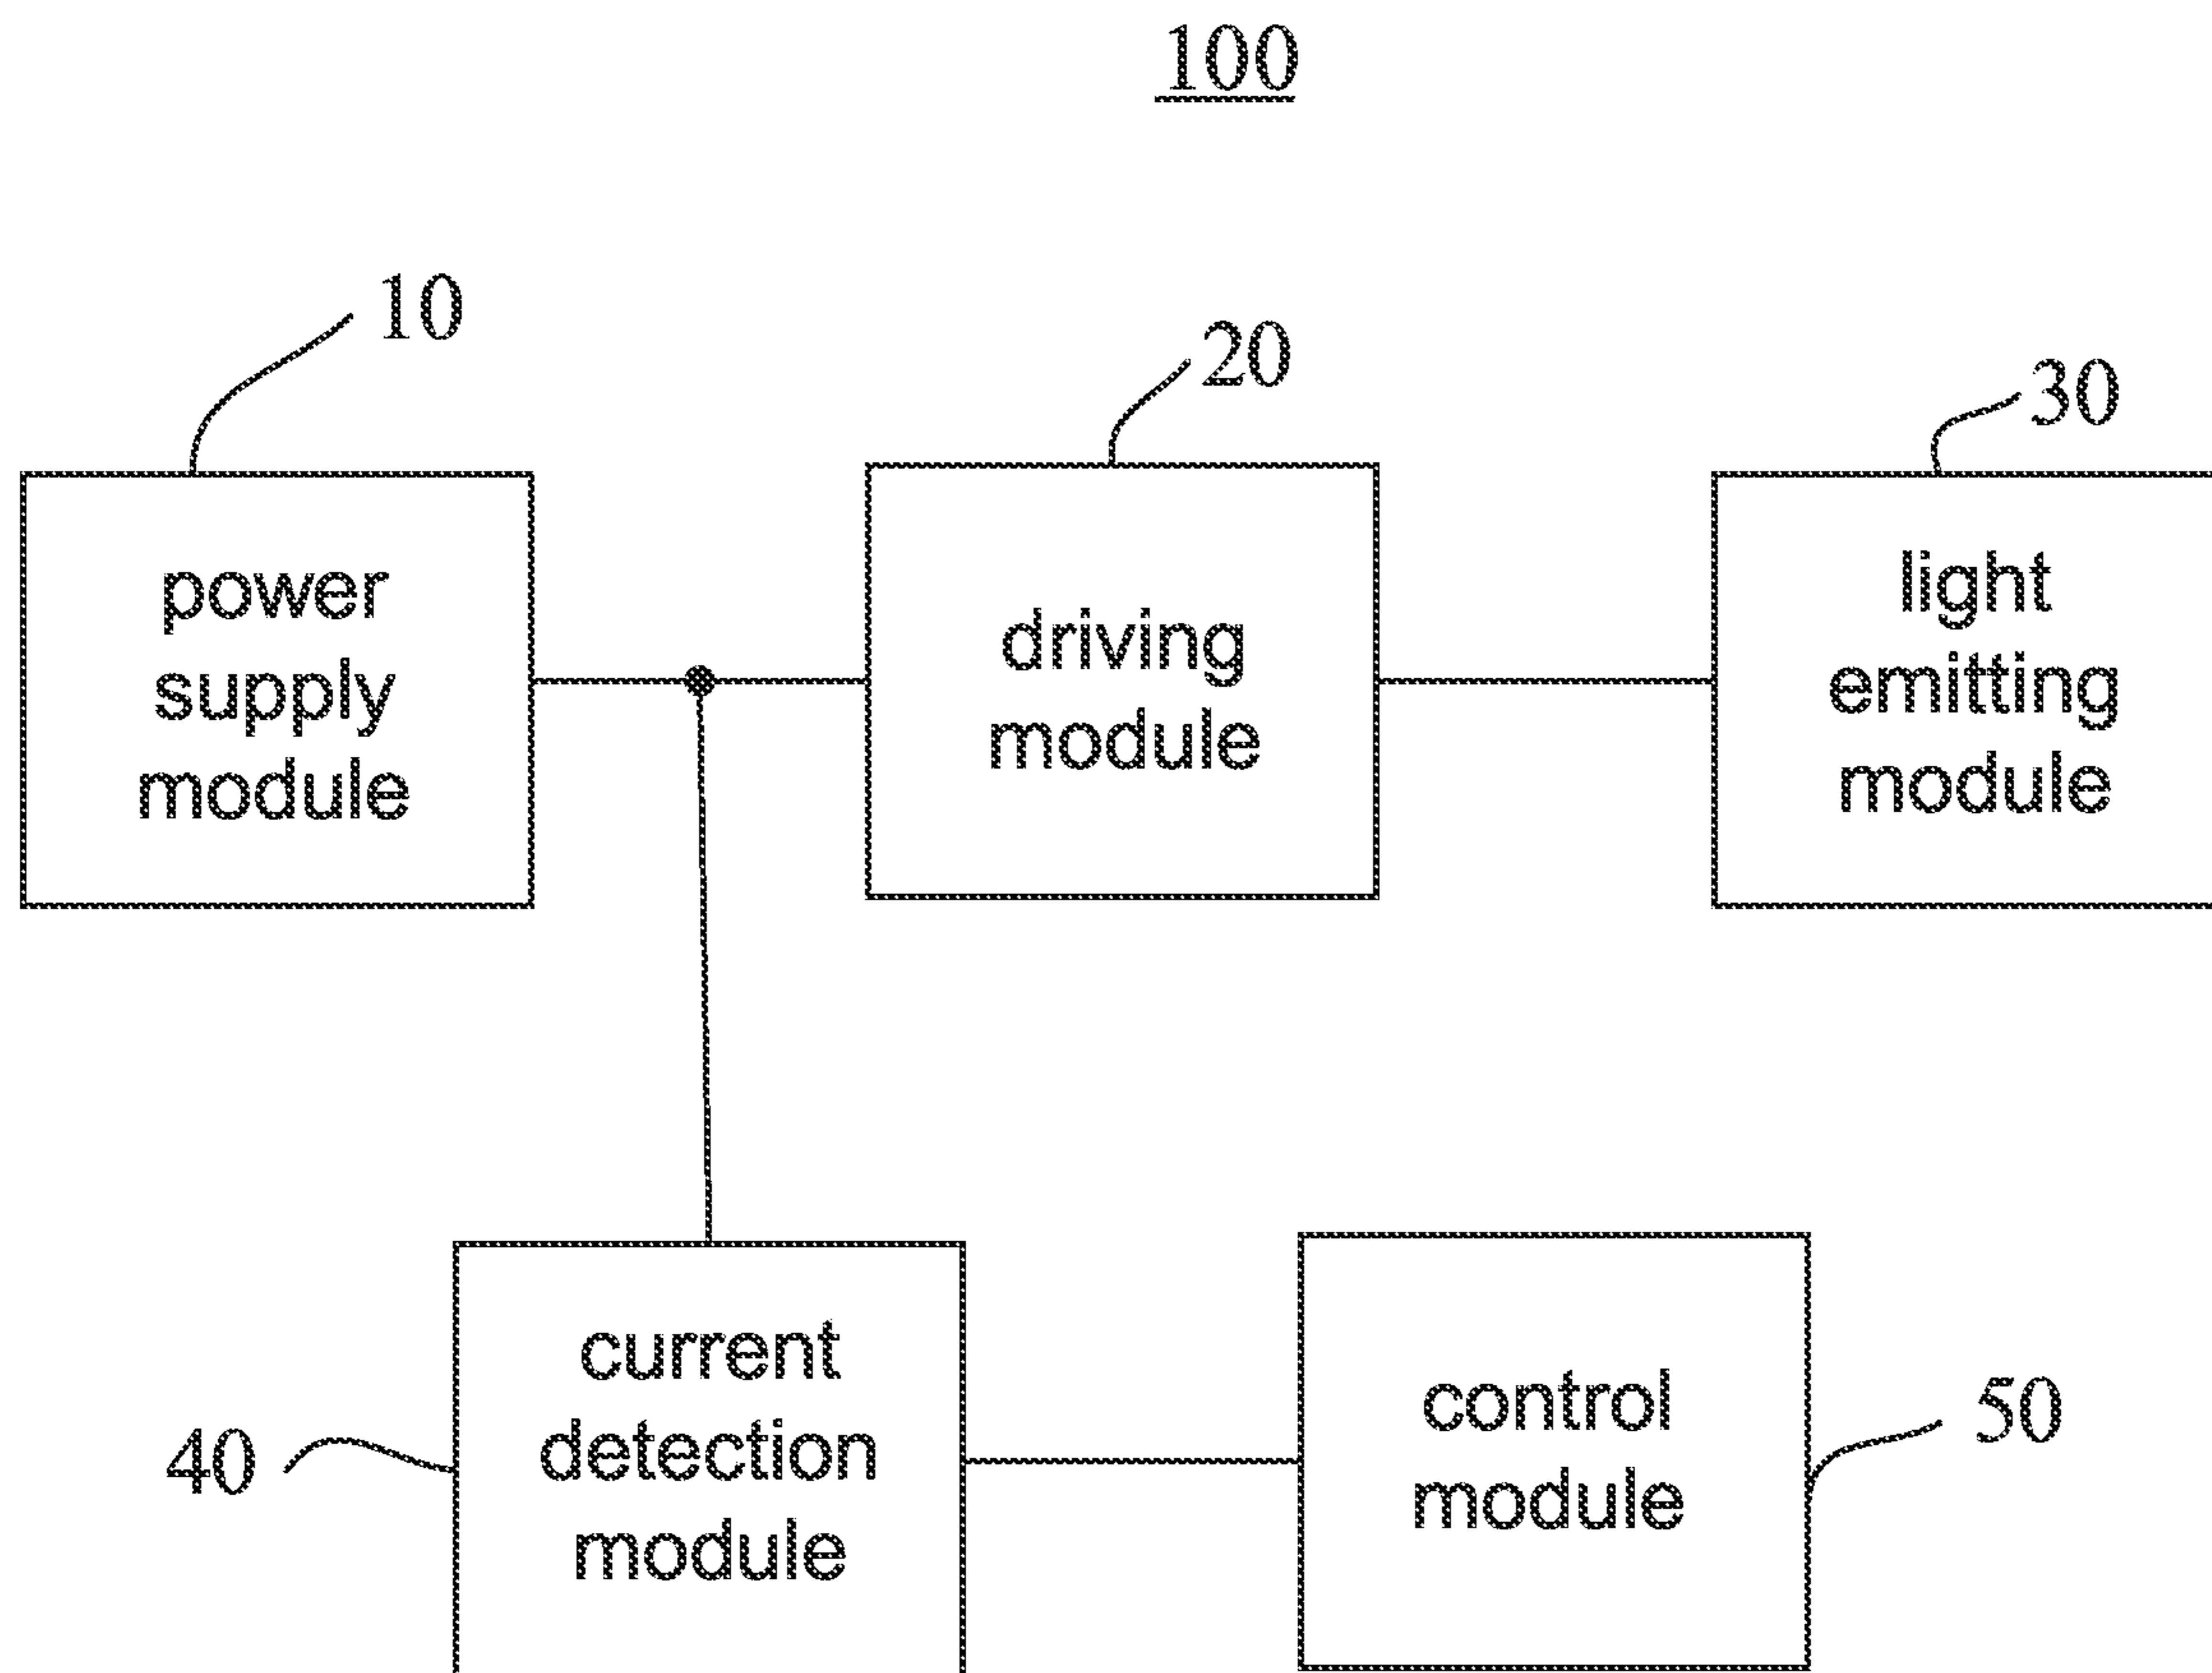 100
10
20
30
power
supply
module
driving
module
light
emitting
module
current
detection
module
control
module
40
50